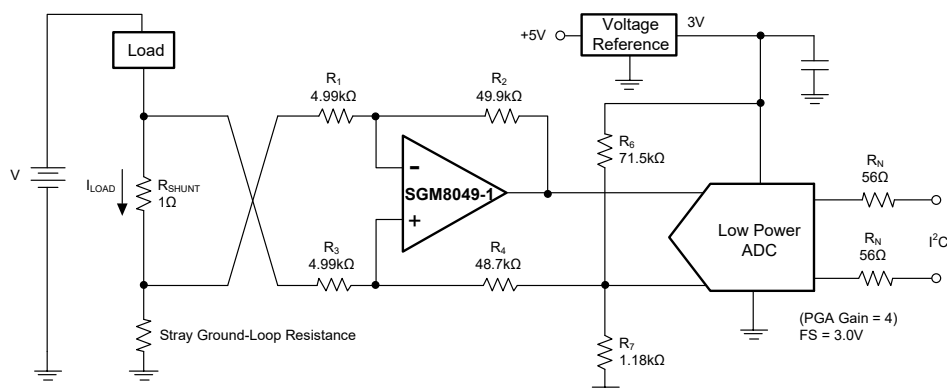 Load
V
I_LOAD
R_SHUNT
1Ω
Stray Ground-Loop Resistance
R₁
4.99kΩ
R₂
49.9kΩ
-
SGM8049-1
+
R₃
4.99kΩ
R₄
48.7kΩ
+5V
Voltage
Reference
3V
R₆
71.5kΩ
R₇
1.18kΩ
Low Power
ADC
R_N
56Ω
R_N
56Ω
I²C
(PGA Gain = 4)
FS = 3.0V